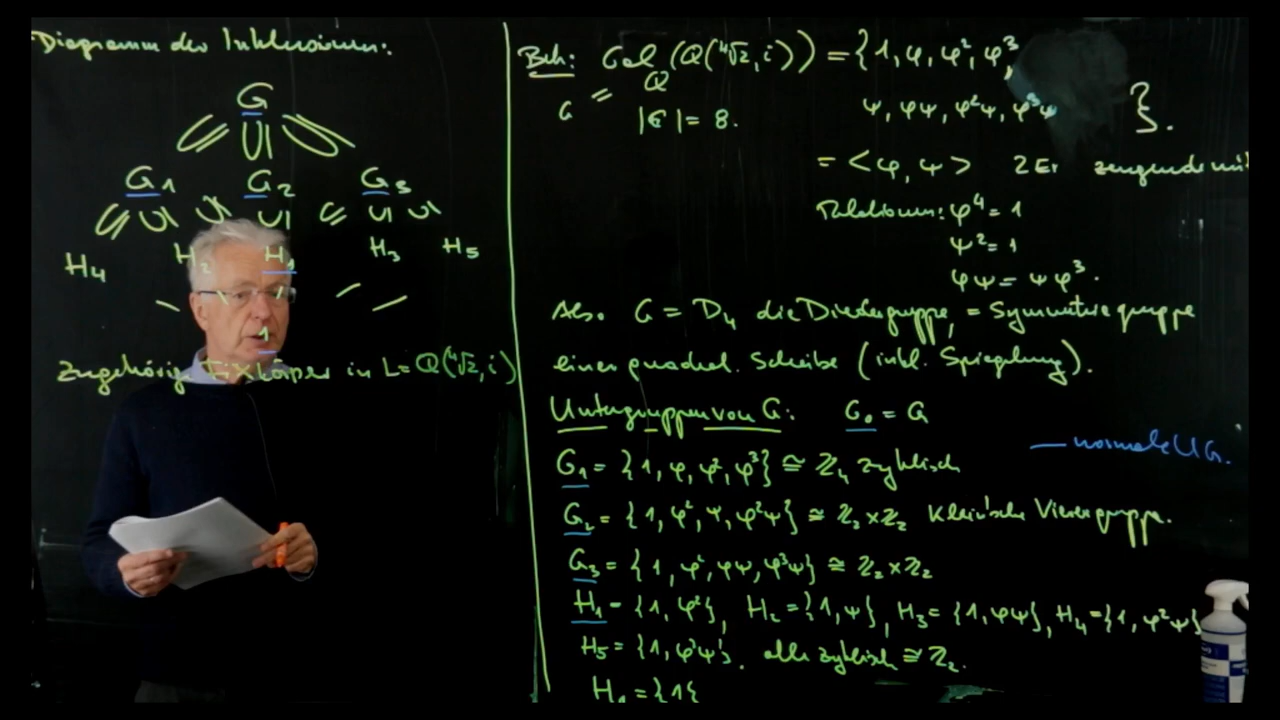 Diagramm der Inklusionen:
G
G₁ G₂ G₃
H₄ H₂ H₁ H₃ H₅
1
Zugehörige Fixkörper in L = Q(⁴√2, i)
Beh: Gal (Q(⁴√2, i)) = {1, φ, φ², φ³,
Q
G = |G| = 8.
ψ, φψ, φ²ψ, φ³ψ }.
= <φ, ψ> 2 Erzeugende mit
Relationen: φ⁴ = 1
ψ² = 1
φψ = ψφ³.
Also G = D₄ die Diedergruppe, = Symmetriegruppe
einer quadrat. Scheibe (inkl. Spiegelung).
Untergruppen von G: G₀ = G
— normale UG.
G₁ = {1, φ, φ², φ³} ≅ ℤ₄ zyklisch
G₂ = {1, φ², ψ, φ²ψ} ≅ ℤ₂ × ℤ₂ Klein'sche Vierergruppe.
G₃ = {1, φ², φψ, φ³ψ} ≅ ℤ₂ × ℤ₂
H₁ = {1, φ²}, H₂ = {1, ψ}, H₃ = {1, φψ}, H₄ = {1, φ²ψ}
H₅ = {1, φ³ψ}. alle zyklisch ≅ ℤ₂.